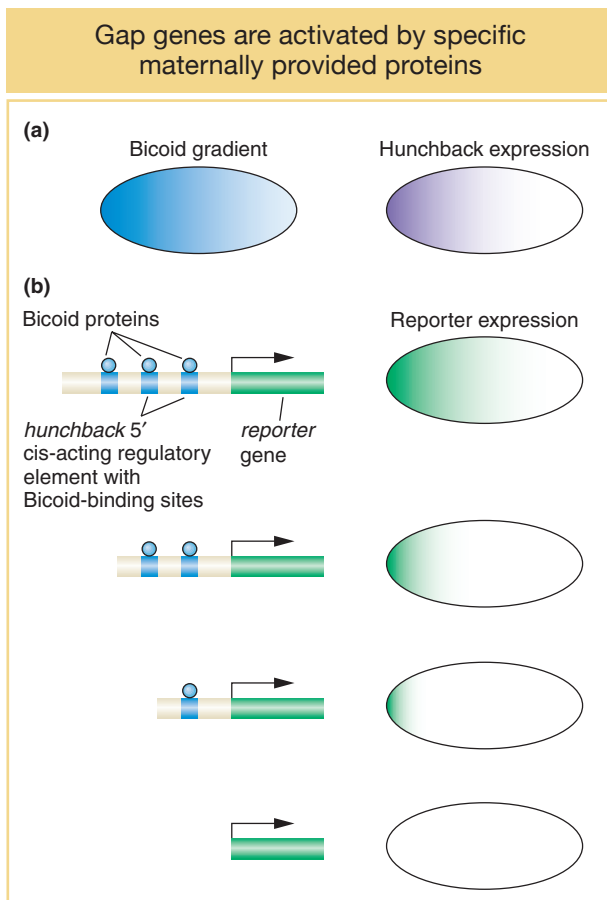 Gap genes are activated by specific
maternally provided proteins
(a)
Bicoid gradient
Hunchback expression
(b)
Bicoid proteins
Reporter expression
hunchback 5′
cis-acting regulatory
element with
Bicoid-binding sites
reporter
gene